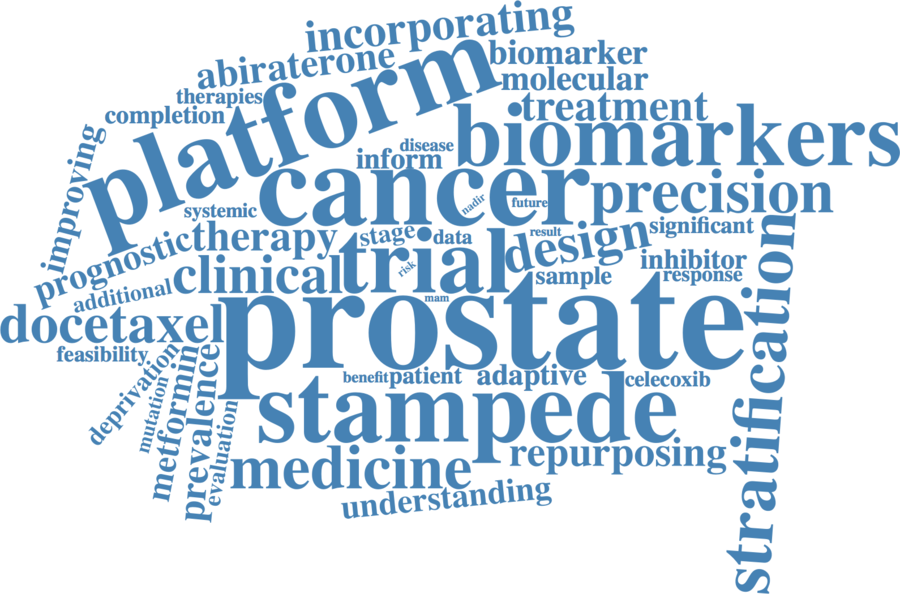 incorporating
abiraterone
biomarker
platform
molecular
therapies
completion
treatment
biomarkers
improving
disease
inform
cancer
nadir
future
precision
systemic
significant
prognostic
therapy
stage
data
result
design
stratification
trial
risk
inhibitor
response
clinical
sample
additional
mam
docetaxel
prostate
feasibility
deprivation
mutation
metformin
prevalence
evaluation
benefit
patient
adaptive
celecoxib
stampede
medicine
repurposing
understanding